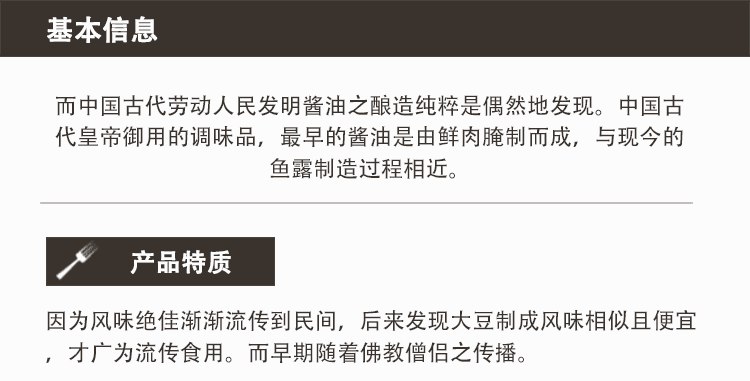 基本信息
而中国古代劳动人民发明酱油之酿造纯粹是偶然地发现。中国古
代皇帝御用的调味品，最早的酱油是由鲜肉腌制而成，与现今的
鱼露制造过程相近。
产品特质
因为风味绝佳渐渐流传到民间，后来发现大豆制成风味相似且便宜
，才广为流传食用。而早期随着佛教僧侣之传播。